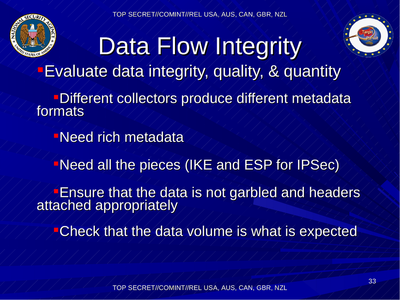 TOP SECRET//COMINT//REL USA, AUS, CAN, GBR, NZL
Data Flow Integrity
Evaluate data integrity, quality, & quantity
Different collectors produce different metadata
formats
Need rich metadata
Need all the pieces (IKE and ESP for IPSec)
Ensure that the data is not garbled and headers
attached appropriately
Check that the data volume is what is expected
33
TOP SECRET//COMINT//REL USA, AUS, CAN, GBR, NZL